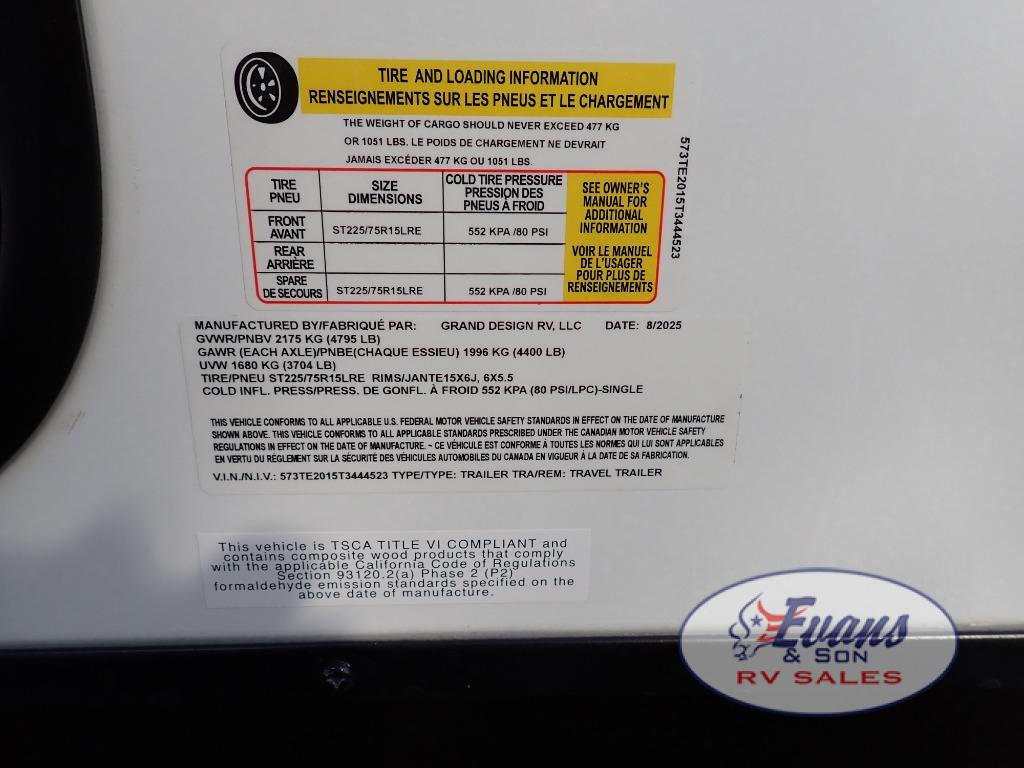 TIRE AND LOADING INFORMATION
RENSEIGNEMENTS SUR LES PNEUS ET LE CHARGEMENT
THE WEIGHT OF CARGO SHOULD NEVER EXCEED 477 KG
OR 1051 LBS. LE POIDS DE CHARGEMENT NE DEVRAIT
JAMAIS EXCÉDER 477 KG OU 1051 LBS.
TIRE
PNEU
SIZE
DIMENSIONS
COLD TIRE PRESSURE
PRESSION DES
PNEUS À FROID
FRONT
AVANT
ST225/75R15LRE
552 KPA /80 PSI
REAR
ARRIÈRE
SPARE
DE SECOURS
ST225/75R15LRE
552 KPA /80 PSI
SEE OWNER'S
MANUAL FOR
ADDITIONAL
INFORMATION
VOIR LE MANUEL
DE L'USAGER
POUR PLUS DE
RENSEIGNEMENTS
573TE2015T3444523
MANUFACTURED BY/FABRIQUÉ PAR: GRAND DESIGN RV, LLC DATE: 8/2025
GVWR/PNBV 2175 KG (4795 LB)
GAWR (EACH AXLE)/PNBE(CHAQUE ESSIEU) 1996 KG (4400 LB)
UVW 1680 KG (3704 LB)
TIRE/PNEU ST225/75R15LRE RIMS/JANTE15X6J, 6X5.5
COLD INFL. PRESS/PRESS. DE GONFL. À FROID 552 KPA (80 PSI/LPC)-SINGLE
THIS VEHICLE CONFORMS TO ALL APPLICABLE U.S. FEDERAL MOTOR VEHICLE SAFETY STANDARDS IN EFFECT ON THE DATE OF MANUFACTURE
SHOWN ABOVE. THIS VEHICLE CONFORMS TO ALL APPLICABLE STANDARDS PRESCRIBED UNDER THE CANADIAN MOTOR VEHICLE SAFETY
REGULATIONS IN EFFECT ON THE DATE OF MANUFACTURE. - CE VÉHICULE EST CONFORME À TOUTES LES NORMES QUI LUI SONT APPLICABLES
EN VERTU DU RÈGLEMENT SUR LA SÉCURITÉ DES VÉHICULES AUTOMOBILES DU CANADA EN VIGUEUR À LA DATE DE SA FABRICATION.
V.I.N./N.I.V.: 573TE2015T3444523 TYPE/TYPE: TRAILER TRA/REM: TRAVEL TRAILER
This vehicle is TSCA TITLE VI COMPLIANT and
contains composite wood products that comply
with the applicable California Code of Regulations
Section 93120.2(a) Phase 2 (P2)
formaldehyde emission standards specified on the
above date of manufacture.
Evans
& SON
RV SALES